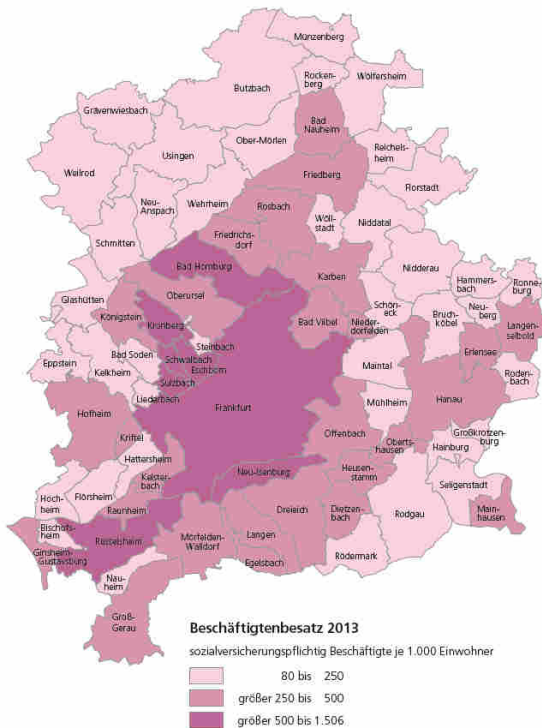 Münzenberg
Rocken-
berg
Wölfersheim
Butzbach
Grävenwiesbach
Bad
Nauheim
Ober-Mörlen
Reichels-
heim
Usingen
Weilrod
Friedberg
Florstadt
Neu-
Anspach
Wehrheim
Rosbach
Wöll-
stadt
Niddatal
Friedrichs-
dorf
Schmitten
Bad Homburg
Nidderau
Karben
Hammers-
bach
Ronne-
burg
Glashütten
Oberursel
Schön-
eck
Neu-
berg
Königstein
Kronberg
Bad Vilbel
Nieder-
dorfelden
Bruch-
köbel
Langen-
selbold
Steinbach
Erlensee
Bad Soden
Schwalbach
Eschborn
Eppstein
Kelkheim
Maintal
Roden-
bach
Sulzbach
Liederbach
Frankfurt
Mühlheim
Hanau
Hofheim
Offenbach
Kriftel
Großkrotzen-
burg
Oberts-
hausen
Hainburg
Hattersheim
Neu-Isenburg
Heusen-
stamm
Kelster-
bach
Seligenstadt
Hoch-
heim
Flörsheim
Raunheim
Dreieich
Dietzen-
bach
Rodgau
Main-
hausen
Bischofs-
heim
Rüsselsheim
Mörfelden-
Walldorf
Langen
Ginsheim-
Gustavsburg
Egelsbach
Rödermark
Nau-
heim
Groß-
Gerau
Beschäftigtenbesatz 2013
sozialversicherungspflichtig Beschäftigte je 1.000 Einwohner
80 bis 250
größer 250 bis 500
größer 500 bis 1.506